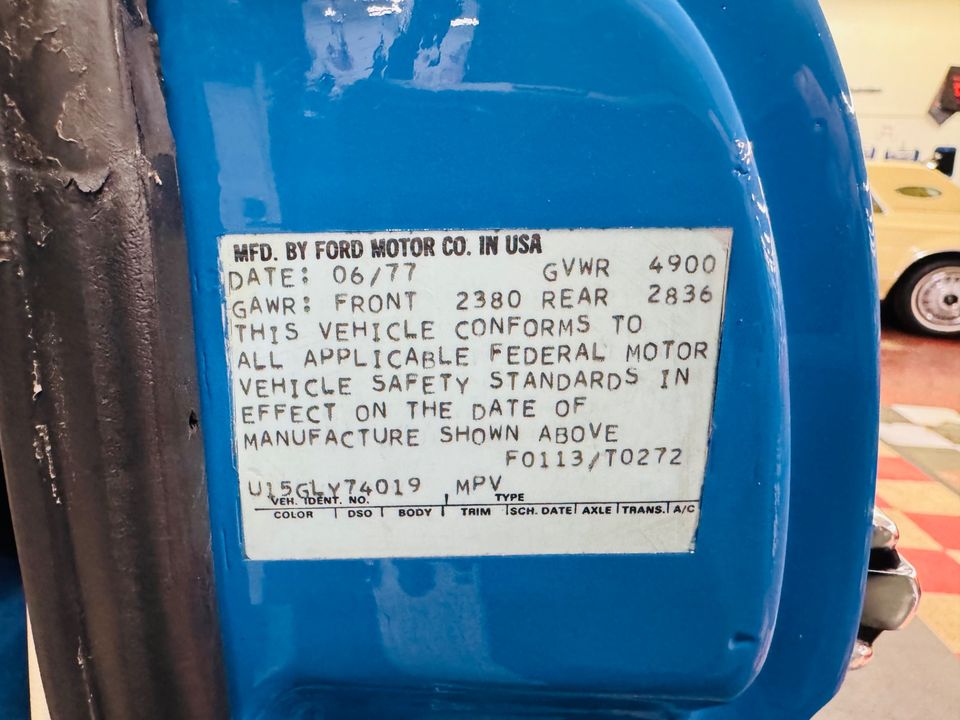 MFD. BY FORD MOTOR CO. IN USA
DATE: 06/77 GVWR 4900
GAWR: FRONT 2380 REAR 2836
THIS VEHICLE CONFORMS TO
ALL APPLICABLE FEDERAL MOTOR
VEHICLE SAFETY STANDARDS IN
EFFECT ON THE DATE OF
MANUFACTURE SHOWN ABOVE
F0113/T0272
U15GLY74019 MPV
VEH. IDENT. NO. TYPE
COLOR DSO BODY TRIM SCH. DATE AXLE TRANS. A/C